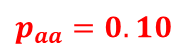 p_aa = 0.10